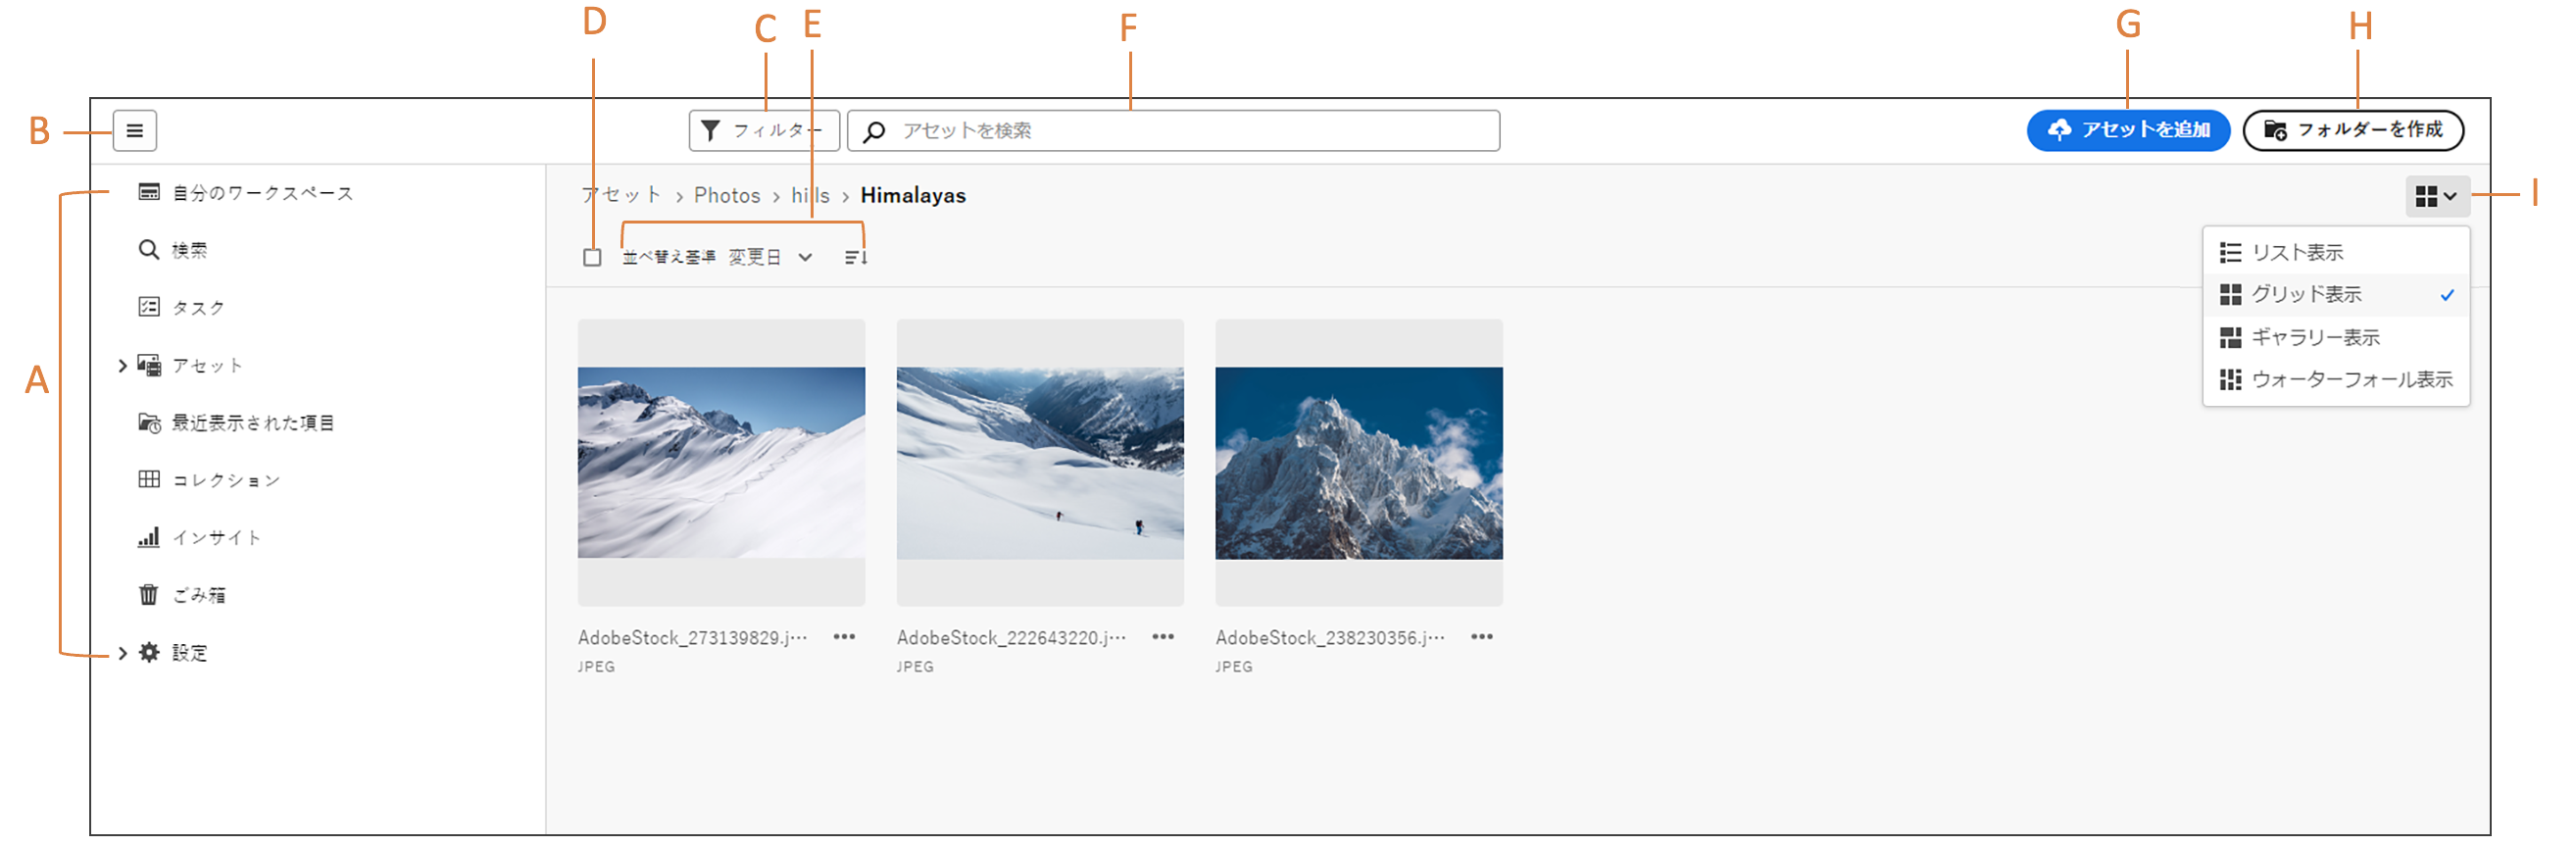 D
C
E
F
G
H
B
フィルター
アセットを検索
アセットを追加
フォルダーを作成
A
自分のワークスペース
検索
タスク
アセット
最近表示された項目
コレクション
インサイト
ごみ箱
設定
アセット > Photos > hills > Himalayas
I
並べ替え基準 変更日
リスト表示
グリッド表示
ギャラリー表示
ウォーターフォール表示
AdobeStock_273139829.j…
JPEG
AdobeStock_222643220.j…
JPEG
AdobeStock_238230356.j…
JPEG